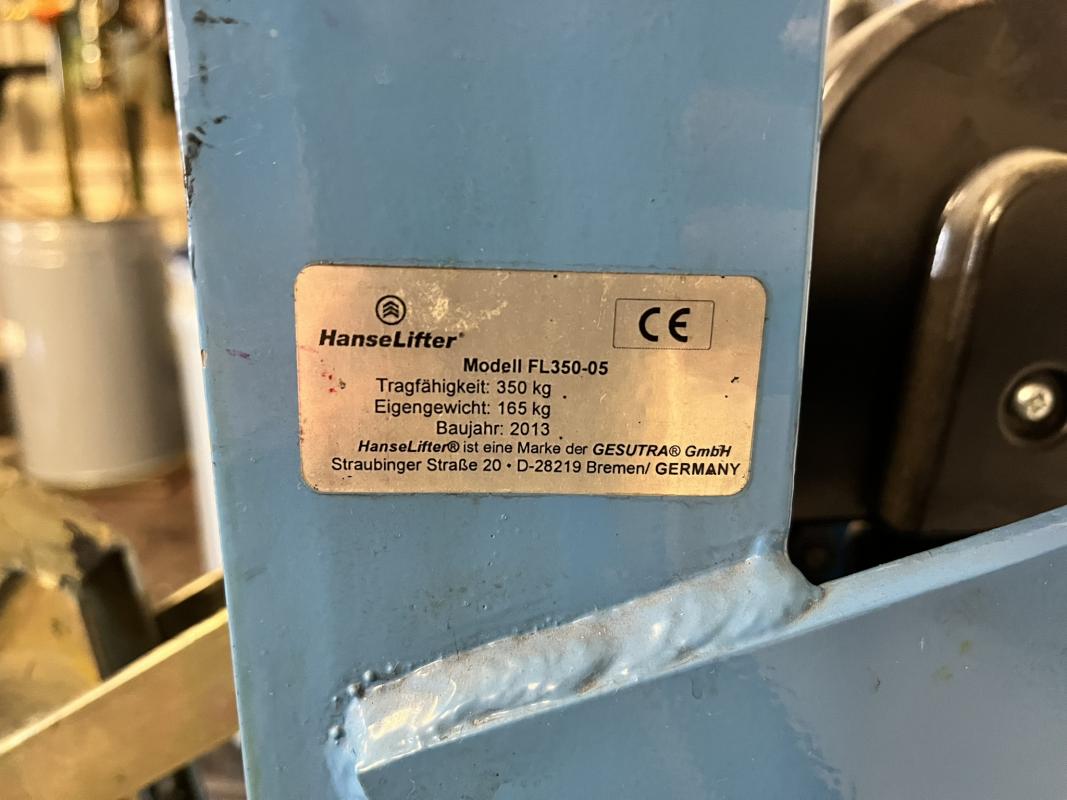 HanseLifter®
CE
Modell FL350-05
Tragfähigkeit: 350 kg
Eigengewicht: 165 kg
Baujahr: 2013
HanseLifter® ist eine Marke der GESUTRA® GmbH
Straubinger Straße 20 • D-28219 Bremen/ GERMANY